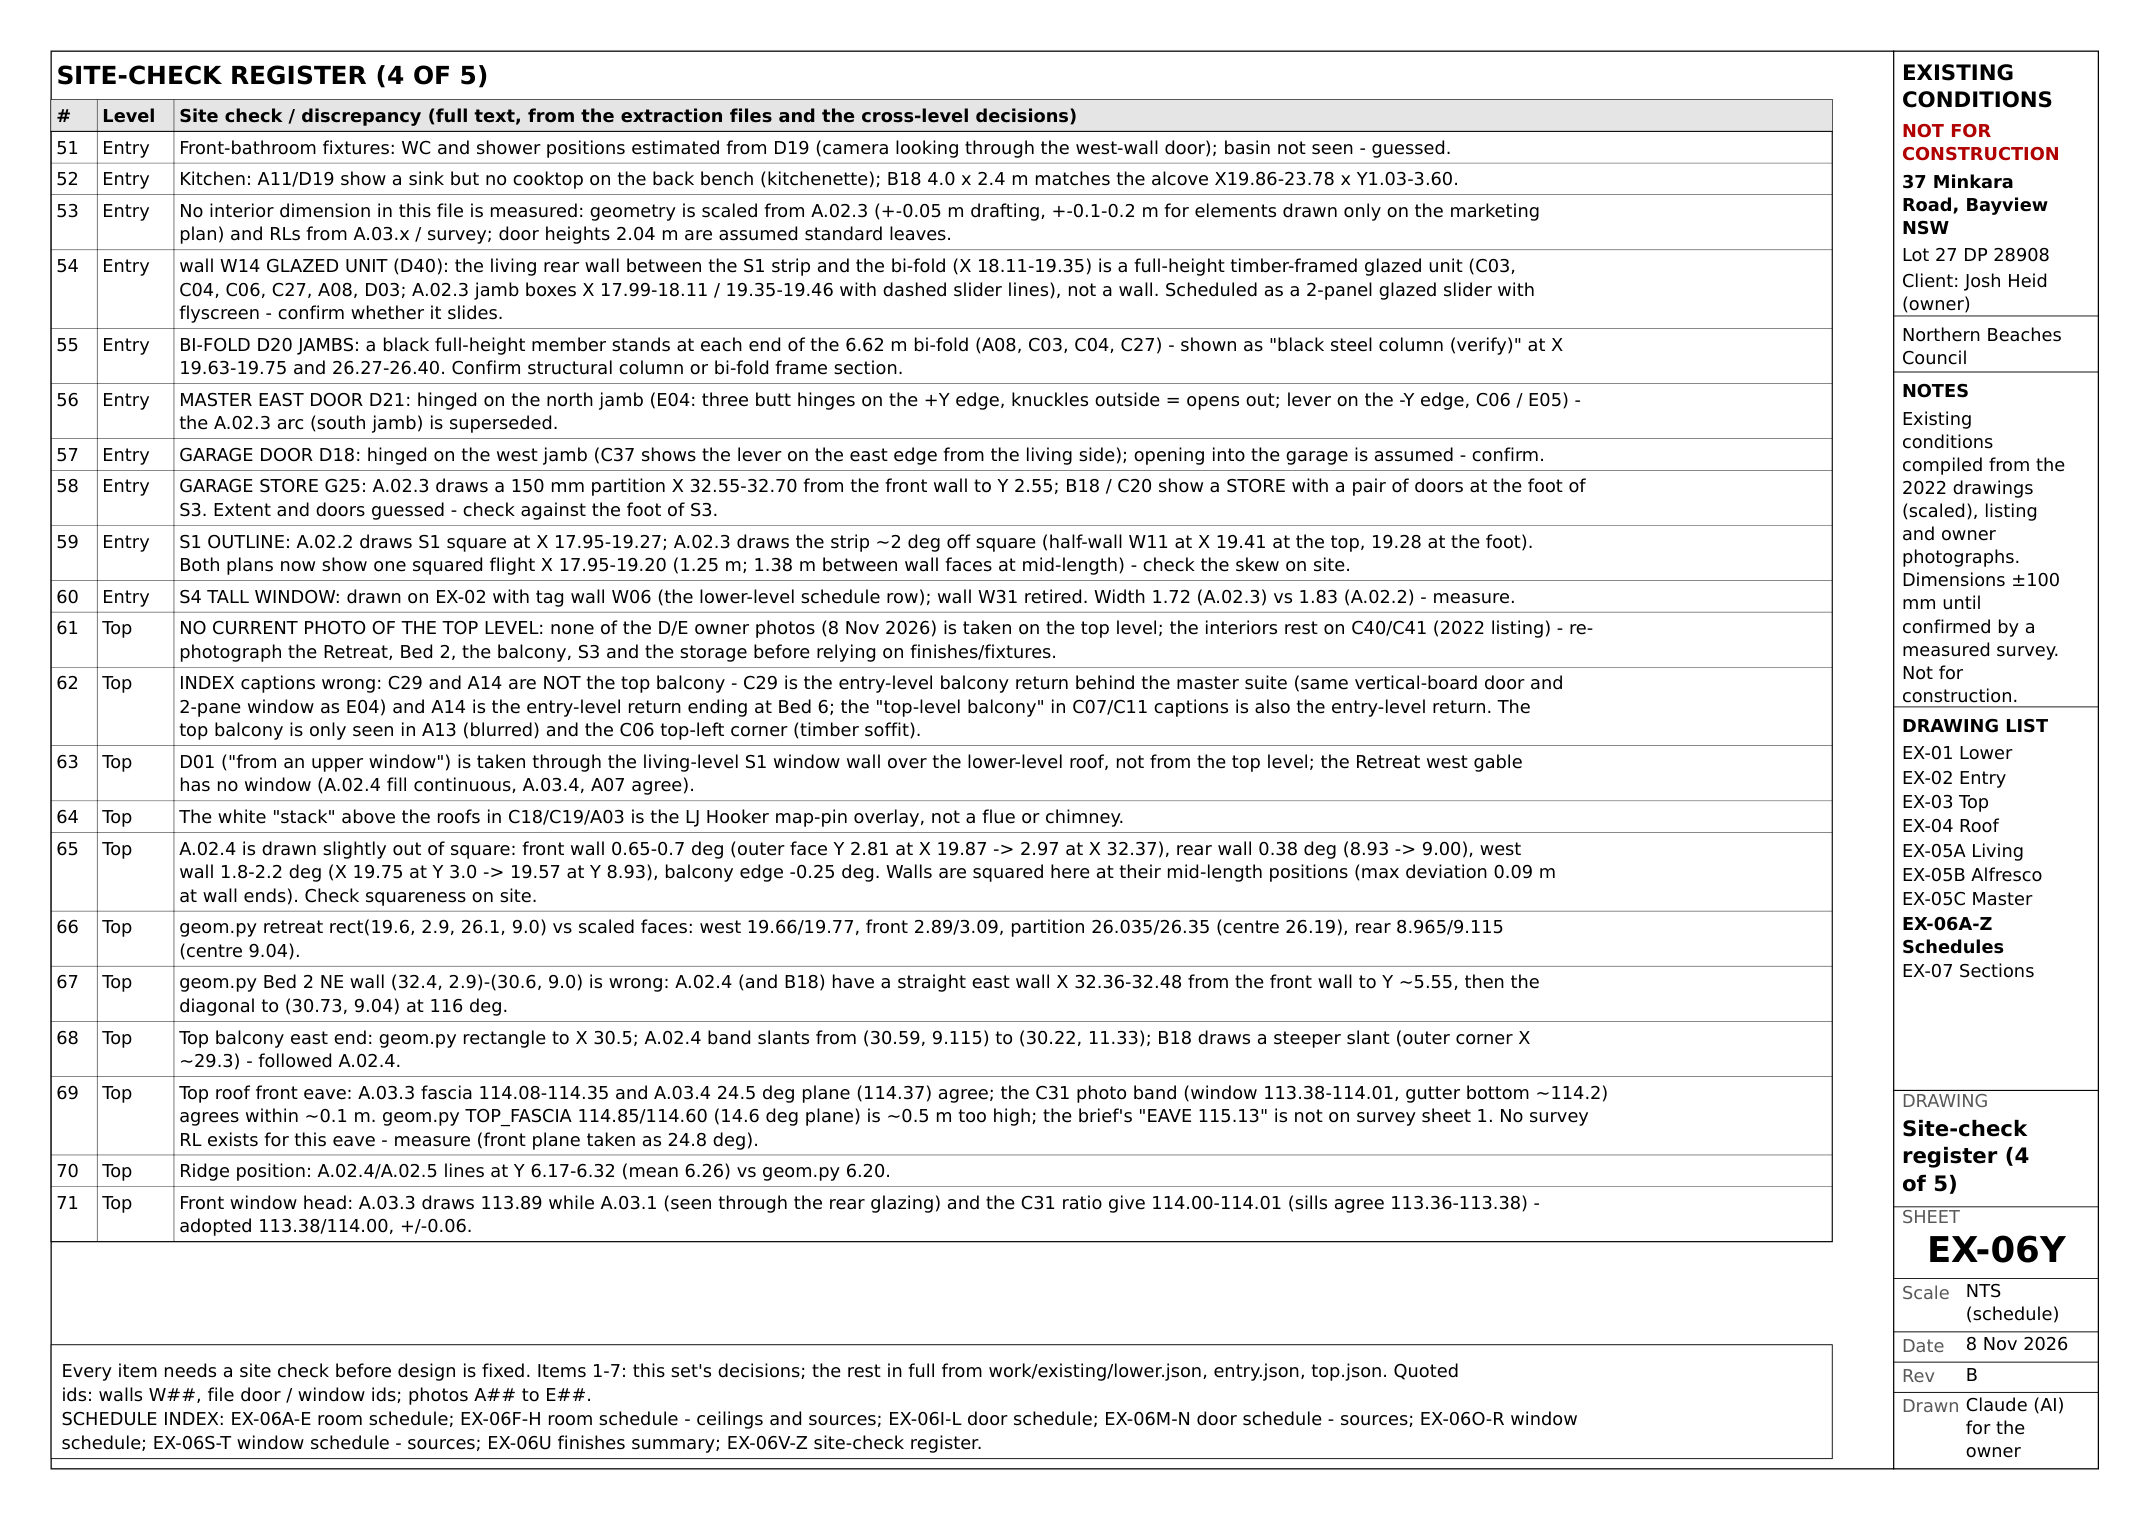 SITE-CHECK REGISTER (4 OF 5)
# Level Site check / discrepancy (full text, from the extraction files and the cross-level decisions)
51 Entry Front-bathroom fixtures: WC and shower positions estimated from D19 (camera looking through the west-wall door); basin not seen - guessed.
52 Entry Kitchen: A11/D19 show a sink but no cooktop on the back bench (kitchenette); B18 4.0 x 2.4 m matches the alcove X19.86-23.78 x Y1.03-3.60.
53 Entry No interior dimension in this file is measured: geometry is scaled from A.02.3 (+-0.05 m drafting, +-0.1-0.2 m for elements drawn only on the marketing
plan) and RLs from A.03.x / survey; door heights 2.04 m are assumed standard leaves.
54 Entry wall W14 GLAZED UNIT (D40): the living rear wall between the S1 strip and the bi-fold (X 18.11-19.35) is a full-height timber-framed glazed unit (C03,
C04, C06, C27, A08, D03; A.02.3 jamb boxes X 17.99-18.11 / 19.35-19.46 with dashed slider lines), not a wall. Scheduled as a 2-panel glazed slider with
flyscreen - confirm whether it slides.
55 Entry BI-FOLD D20 JAMBS: a black full-height member stands at each end of the 6.62 m bi-fold (A08, C03, C04, C27) - shown as "black steel column (verify)" at X
19.63-19.75 and 26.27-26.40. Confirm structural column or bi-fold frame section.
56 Entry MASTER EAST DOOR D21: hinged on the north jamb (E04: three butt hinges on the +Y edge, knuckles outside = opens out; lever on the -Y edge, C06 / E05) -
the A.02.3 arc (south jamb) is superseded.
57 Entry GARAGE DOOR D18: hinged on the west jamb (C37 shows the lever on the east edge from the living side); opening into the garage is assumed - confirm.
58 Entry GARAGE STORE G25: A.02.3 draws a 150 mm partition X 32.55-32.70 from the front wall to Y 2.55; B18 / C20 show a STORE with a pair of doors at the foot of
S3. Extent and doors guessed - check against the foot of S3.
59 Entry S1 OUTLINE: A.02.2 draws S1 square at X 17.95-19.27; A.02.3 draws the strip ~2 deg off square (half-wall W11 at X 19.41 at the top, 19.28 at the foot).
Both plans now show one squared flight X 17.95-19.20 (1.25 m; 1.38 m between wall faces at mid-length) - check the skew on site.
60 Entry S4 TALL WINDOW: drawn on EX-02 with tag wall W06 (the lower-level schedule row); wall W31 retired. Width 1.72 (A.02.3) vs 1.83 (A.02.2) - measure.
61 Top NO CURRENT PHOTO OF THE TOP LEVEL: none of the D/E owner photos (8 Nov 2026) is taken on the top level; the interiors rest on C40/C41 (2022 listing) - re-
photograph the Retreat, Bed 2, the balcony, S3 and the storage before relying on finishes/fixtures.
62 Top INDEX captions wrong: C29 and A14 are NOT the top balcony - C29 is the entry-level balcony return behind the master suite (same vertical-board door and
2-pane window as E04) and A14 is the entry-level return ending at Bed 6; the "top-level balcony" in C07/C11 captions is also the entry-level return. The
top balcony is only seen in A13 (blurred) and the C06 top-left corner (timber soffit).
63 Top D01 ("from an upper window") is taken through the living-level S1 window wall over the lower-level roof, not from the top level; the Retreat west gable
has no window (A.02.4 fill continuous, A.03.4, A07 agree).
64 Top The white "stack" above the roofs in C18/C19/A03 is the LJ Hooker map-pin overlay, not a flue or chimney.
65 Top A.02.4 is drawn slightly out of square: front wall 0.65-0.7 deg (outer face Y 2.81 at X 19.87 -> 2.97 at X 32.37), rear wall 0.38 deg (8.93 -> 9.00), west
wall 1.8-2.2 deg (X 19.75 at Y 3.0 -> 19.57 at Y 8.93), balcony edge -0.25 deg. Walls are squared here at their mid-length positions (max deviation 0.09 m
at wall ends). Check squareness on site.
66 Top geom.py retreat rect(19.6, 2.9, 26.1, 9.0) vs scaled faces: west 19.66/19.77, front 2.89/3.09, partition 26.035/26.35 (centre 26.19), rear 8.965/9.115
(centre 9.04).
67 Top geom.py Bed 2 NE wall (32.4, 2.9)-(30.6, 9.0) is wrong: A.02.4 (and B18) have a straight east wall X 32.36-32.48 from the front wall to Y ~5.55, then the
diagonal to (30.73, 9.04) at 116 deg.
68 Top Top balcony east end: geom.py rectangle to X 30.5; A.02.4 band slants from (30.59, 9.115) to (30.22, 11.33); B18 draws a steeper slant (outer corner X
~29.3) - followed A.02.4.
69 Top Top roof front eave: A.03.3 fascia 114.08-114.35 and A.03.4 24.5 deg plane (114.37) agree; the C31 photo band (window 113.38-114.01, gutter bottom ~114.2)
agrees within ~0.1 m. geom.py TOP_FASCIA 114.85/114.60 (14.6 deg plane) is ~0.5 m too high; the brief's "EAVE 115.13" is not on survey sheet 1. No survey
RL exists for this eave - measure (front plane taken as 24.8 deg).
70 Top Ridge position: A.02.4/A.02.5 lines at Y 6.17-6.32 (mean 6.26) vs geom.py 6.20.
71 Top Front window head: A.03.3 draws 113.89 while A.03.1 (seen through the rear glazing) and the C31 ratio give 114.00-114.01 (sills agree 113.36-113.38) -
adopted 113.38/114.00, +/-0.06.
Every item needs a site check before design is fixed. Items 1-7: this set's decisions; the rest in full from work/existing/lower.json, entry.json, top.json. Quoted
ids: walls W##, file door / window ids; photos A## to E##.
SCHEDULE INDEX: EX-06A-E room schedule; EX-06F-H room schedule - ceilings and sources; EX-06I-L door schedule; EX-06M-N door schedule - sources; EX-06O-R window
schedule; EX-06S-T window schedule - sources; EX-06U finishes summary; EX-06V-Z site-check register.
EXISTING
CONDITIONS
NOT FOR
CONSTRUCTION
37 Minkara
Road, Bayview
NSW
Lot 27 DP 28908
Client: Josh Heid
(owner)
Northern Beaches
Council
NOTES
Existing
conditions
compiled from the
2022 drawings
(scaled), listing
and owner
photographs.
Dimensions ±100
mm until
confirmed by a
measured survey.
Not for
construction.
DRAWING LIST
EX-01 Lower
EX-02 Entry
EX-03 Top
EX-04 Roof
EX-05A Living
EX-05B Alfresco
EX-05C Master
EX-06A-Z
Schedules
EX-07 Sections
DRAWING
Site-check
register (4
of 5)
SHEET
EX-06Y
Scale NTS
(schedule)
Date 8 Nov 2026
Rev B
Drawn Claude (AI)
for the
owner